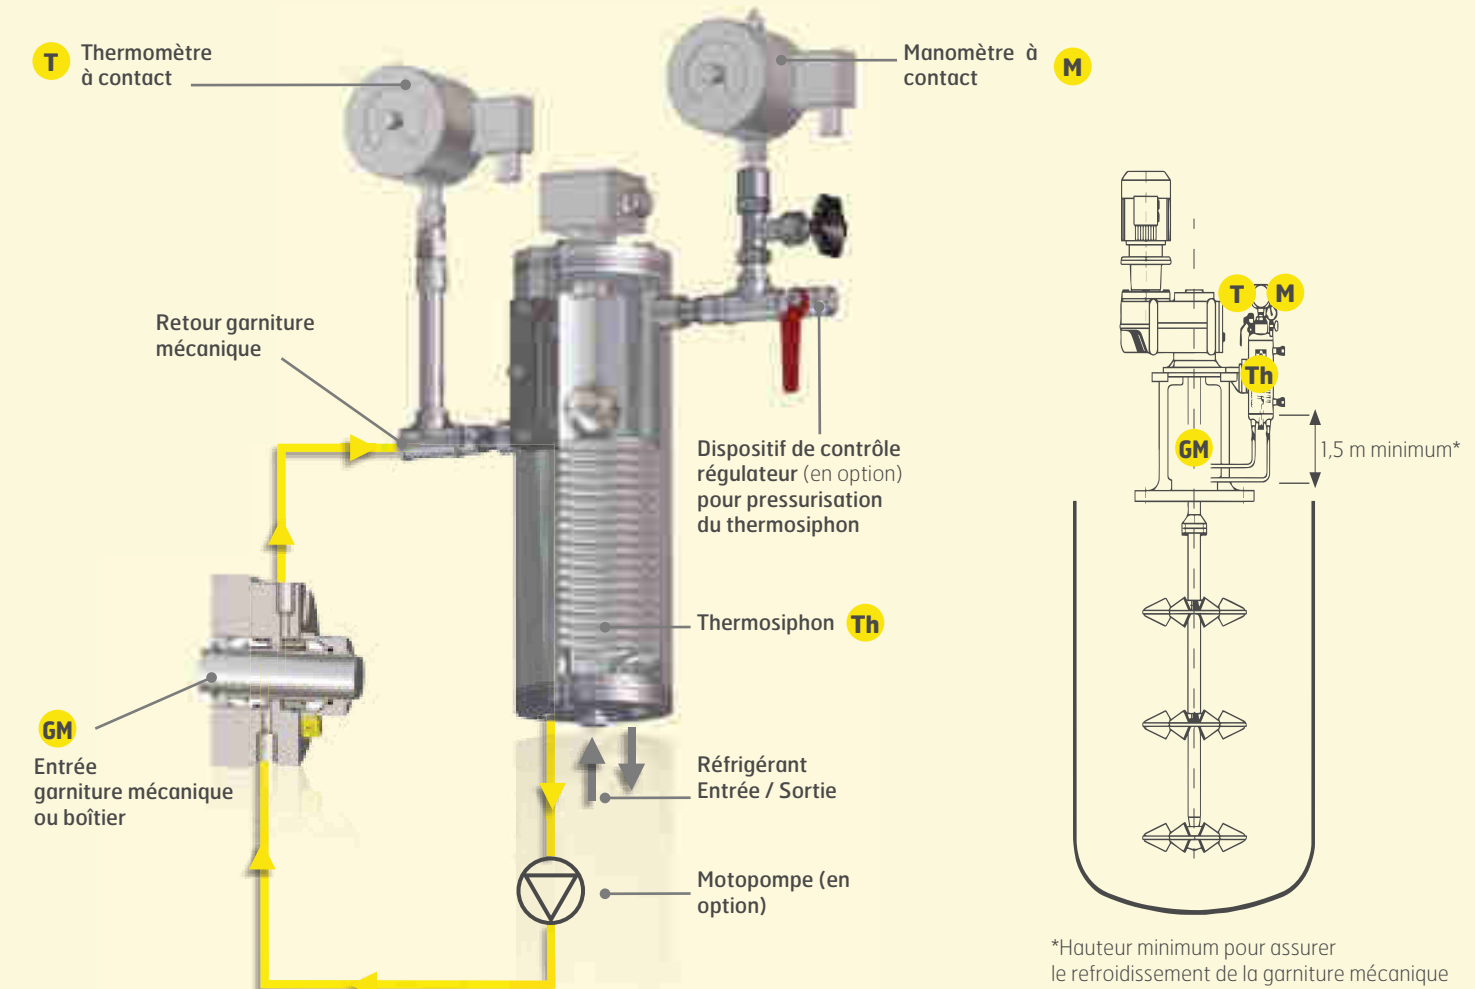 T
Thermomètre
à contact
Manomètre à
contact
M
Retour garniture
mécanique
Dispositif de contrôle
régulateur (en option)
pour pressurisation
du thermosiphon
Thermosiphon Th
GM
Entrée
garniture mécanique
ou boîtier
Réfrigérant
Entrée / Sortie
Motopompe (en
option)
T M
Th
GM
1,5 m minimum*
*Hauteur minimum pour assurer
le refroidissement de la garniture mécanique